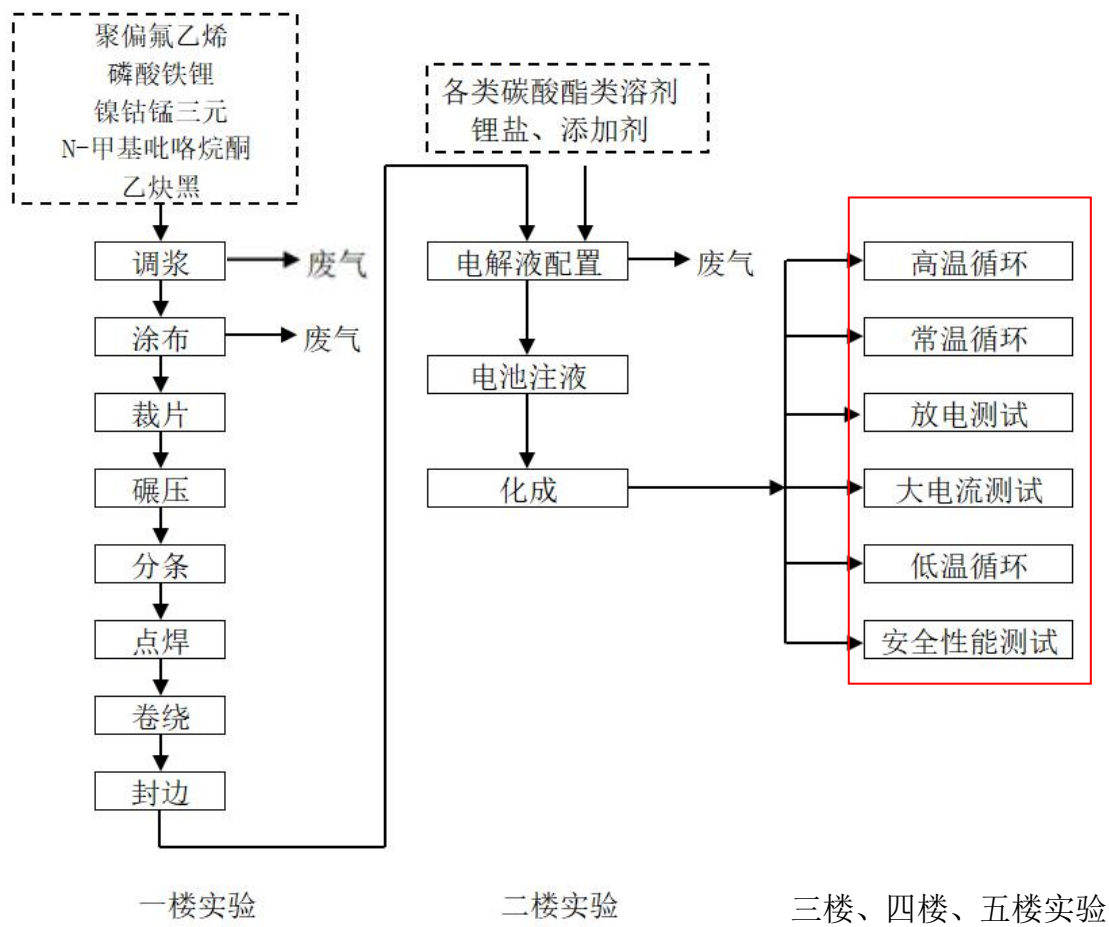 聚偏氟乙烯
磷酸铁锂
镍钴锰三元
N-甲基吡咯烷酮
乙炔黑
调浆
废气
涂布
废气
裁片
碾压
分条
点焊
卷绕
封边
一楼实验
各类碳酸酯类溶剂
锂盐、添加剂
电解液配置
废气
电池注液
化成
二楼实验
高温循环
常温循环
放电测试
大电流测试
低温循环
安全性能测试
三楼、四楼、五楼实验